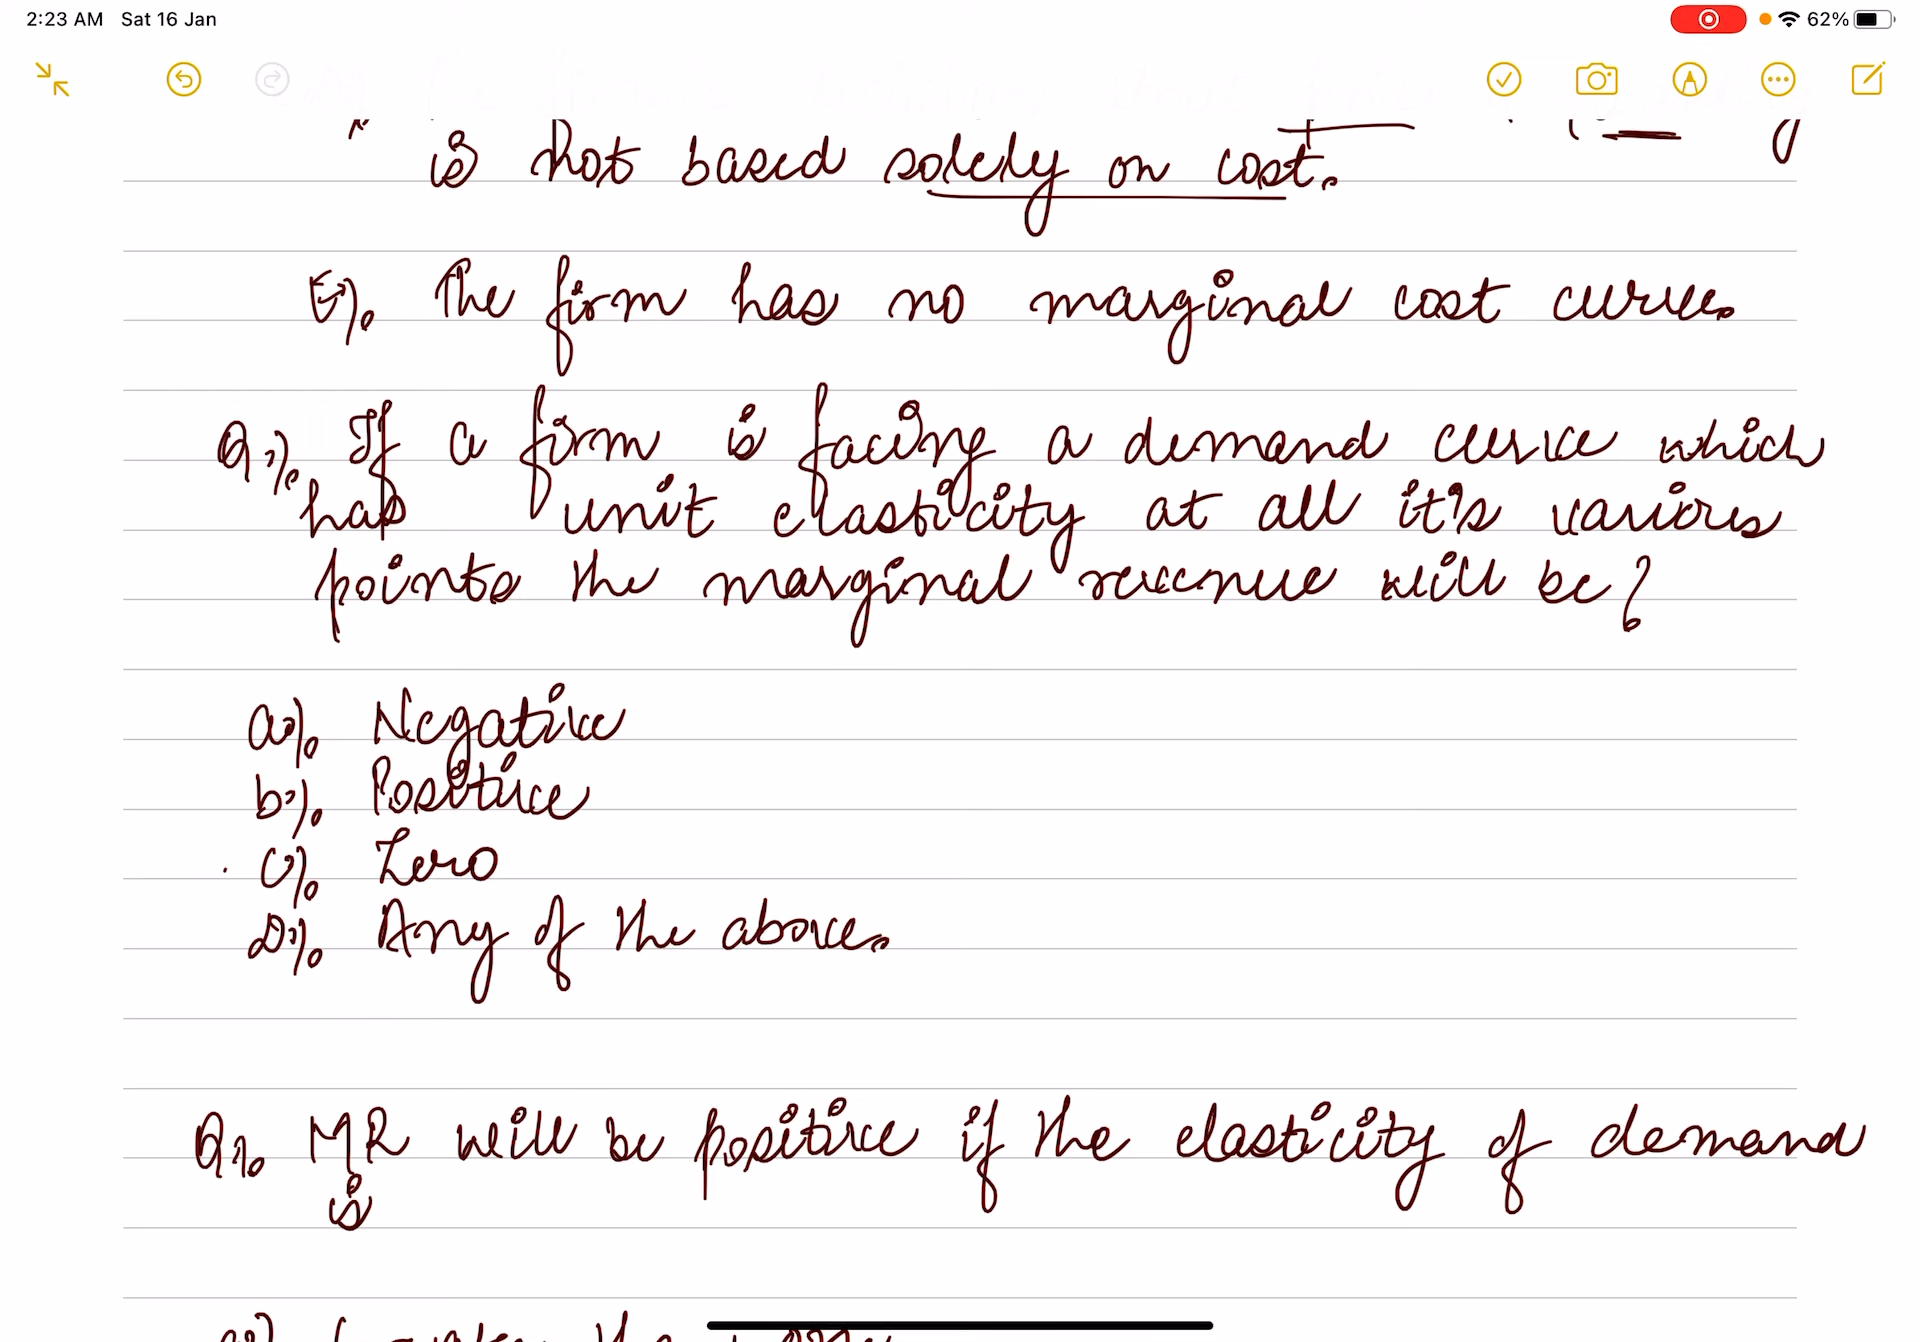 2:23 AM Sat 16 Jan
62%
is not based solely on cost.
E). The firm has no marginal cost curve.
Q). If a firm is facing a demand curve which
has unit elasticity at all it's various
points the marginal revenue will be?
a). Negative
b). Positive
c). Zero
D). Any of the above.
Q). MR will be positive if the elasticity of demand
is